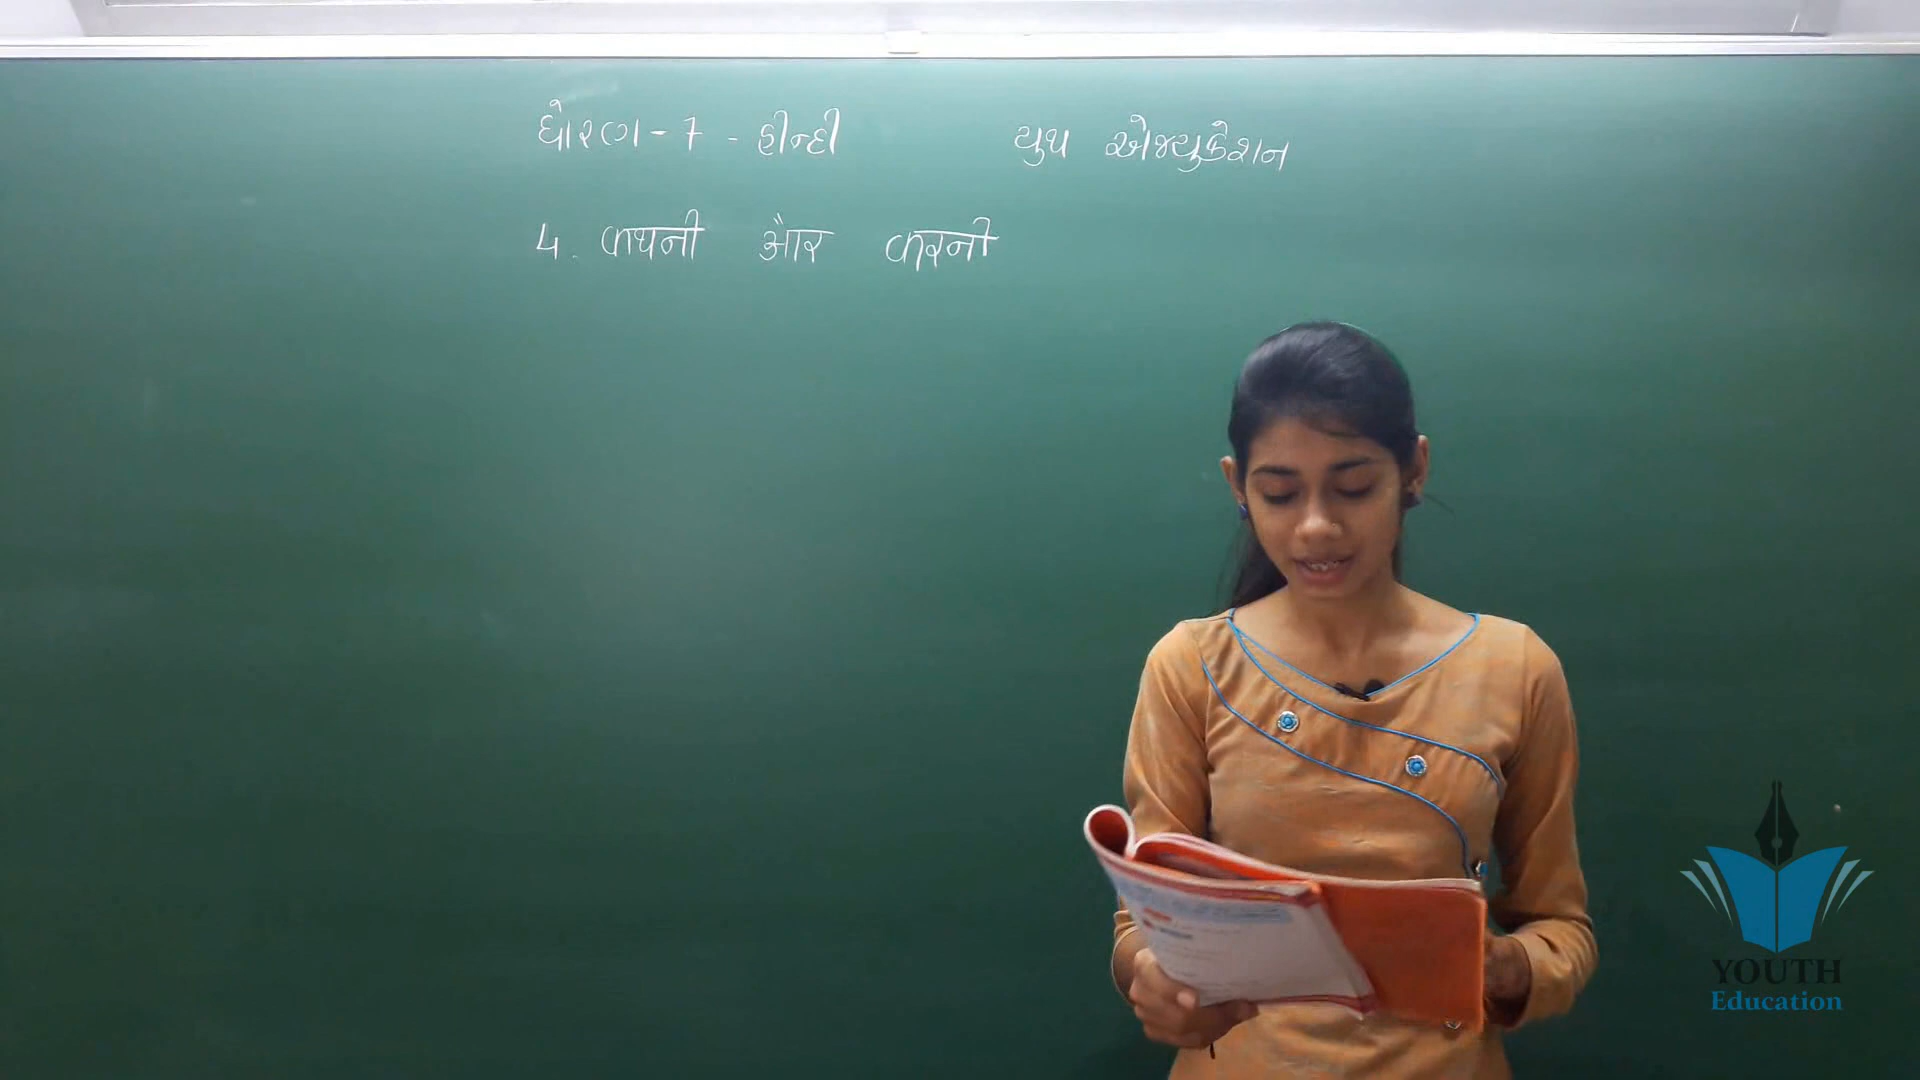 ધોરણ - 7 - હીન્દી
યુથ એજ્યુકેશન
4. कथनी और करनी
YOUTH
Education